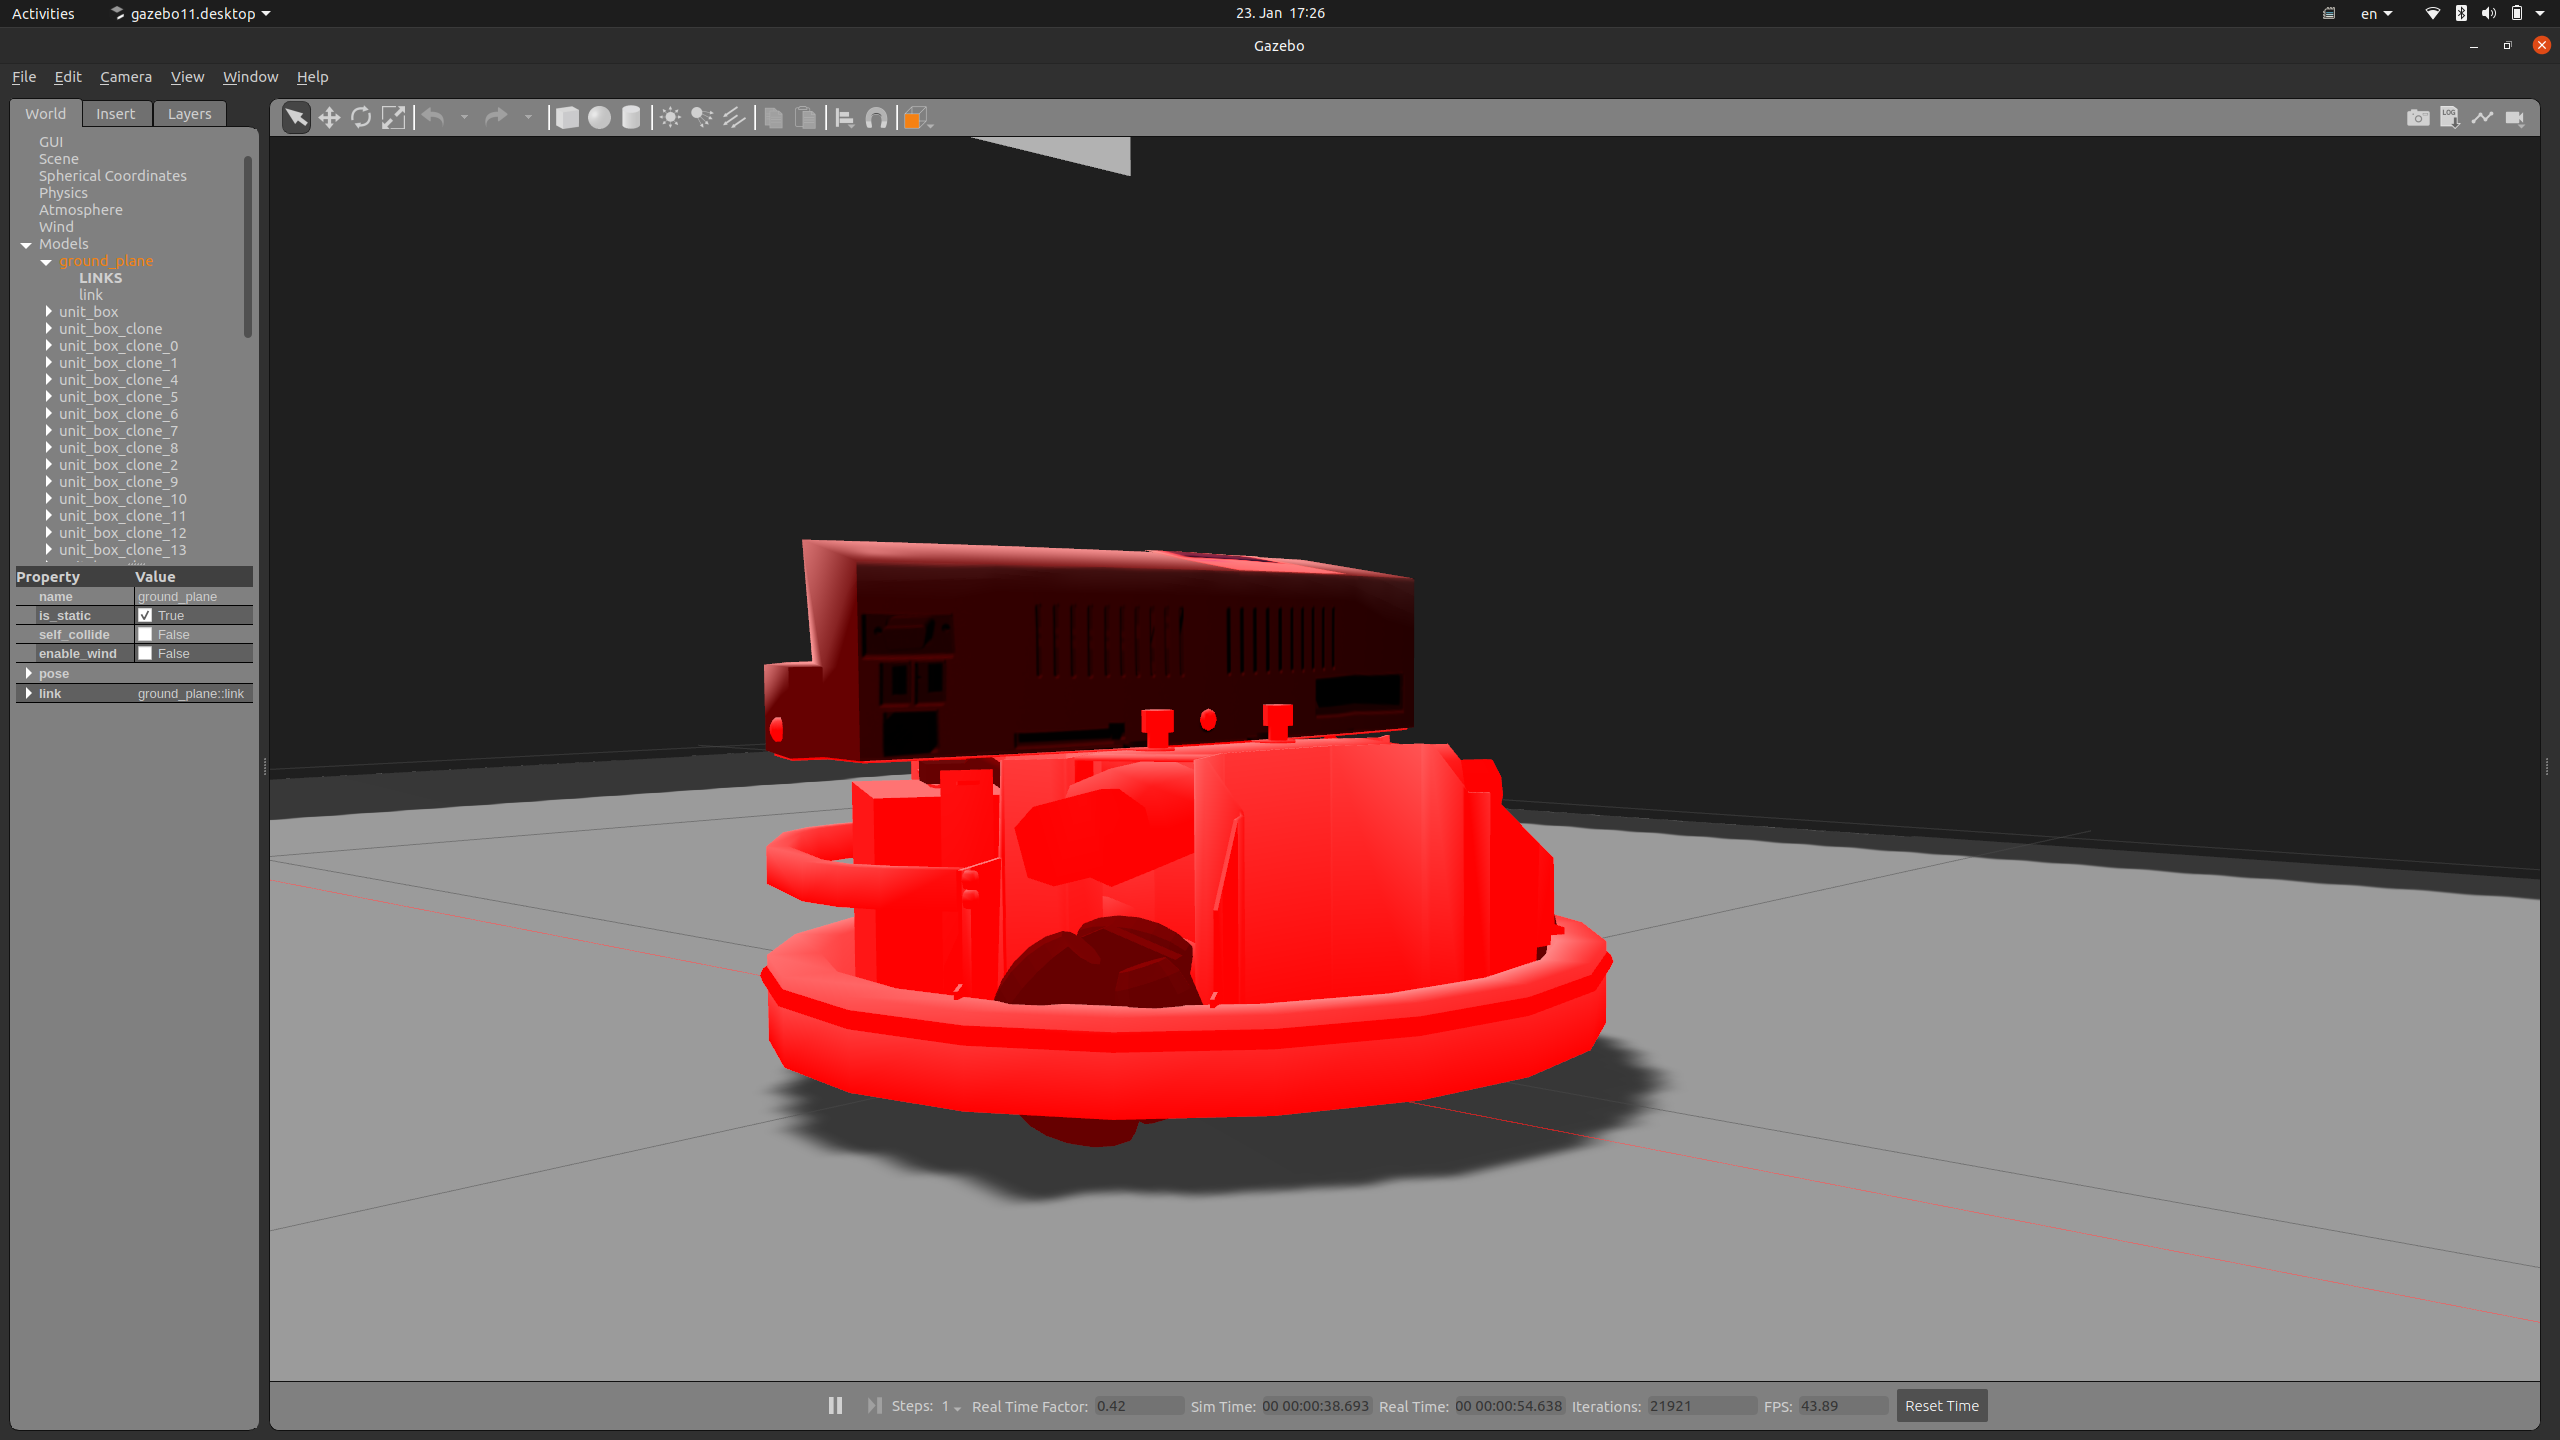 Activities gazebo11.desktop 23. Jan 17:26 en
Gazebo
File Edit Camera View Window Help
World Insert Layers
LOG
GUI
Scene
Spherical Coordinates
Physics
Atmosphere
Wind
Models
ground_plane
LINKS
link
unit_box
unit_box_clone
unit_box_clone_0
unit_box_clone_1
unit_box_clone_4
unit_box_clone_5
unit_box_clone_6
unit_box_clone_7
unit_box_clone_8
unit_box_clone_2
unit_box_clone_9
unit_box_clone_10
unit_box_clone_11
unit_box_clone_12
unit_box_clone_13
Property Value
name ground_plane
is_static True
self_collide False
enable_wind False
pose
link ground_plane::link
Steps: 1 Real Time Factor: 0.42 Sim Time: 00 00:00:38.693 Real Time: 00 00:00:54.638 Iterations: 21921 FPS: 43.89 Reset Time